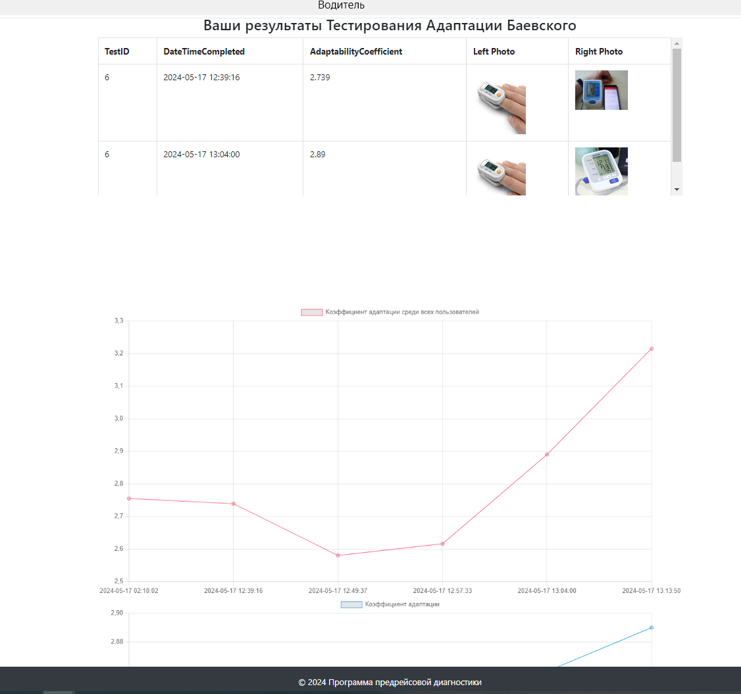 Водитель
Ваши результаты Тестирования Адаптации Баевского
TestID DateTimeCompleted AdaptabilityCoefficient Left Photo Right Photo
6 2024-05-17 12:39:16 2.739
6 2024-05-17 13:04:00 2.89
Коэффициент адаптации среди всех пользователей
3,3
3,2
3,1
3,0
2,9
2,8
2,7
2,6
2,5
2024-05-17 02:10:02 2024-05-17 12:39:16 2024-05-17 12:49:37 2024-05-17 12:57:33 2024-05-17 13:04:00 2024-05-17 13:13:50
Коэффициент адаптации
2,90
2,88
© 2024 Программа предрейсовой диагностики